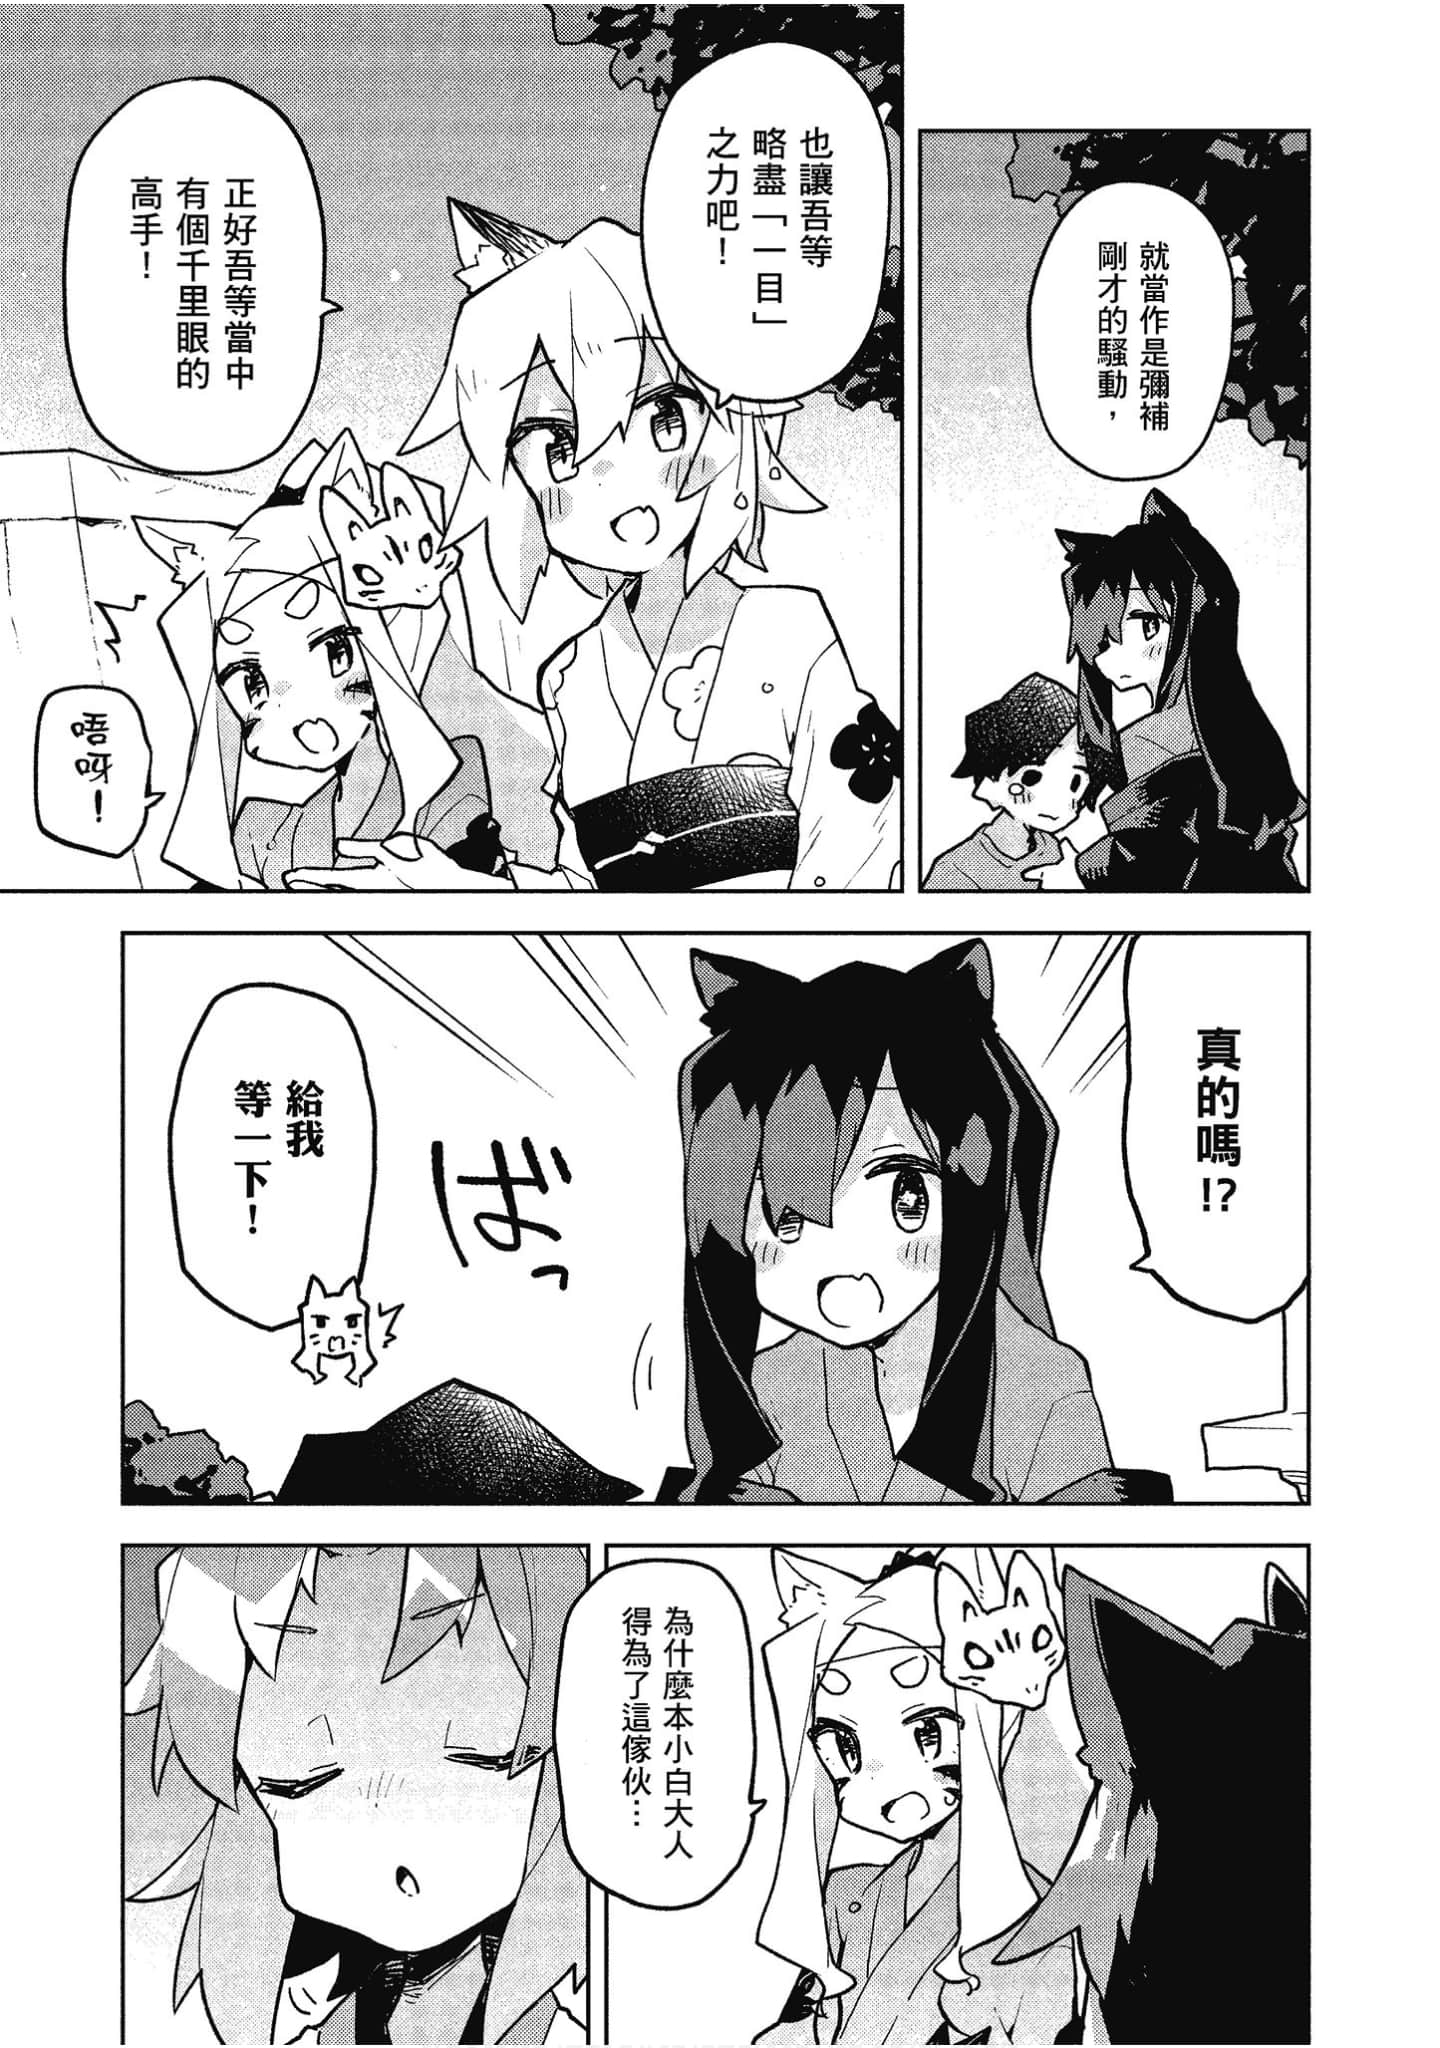 就當作是彌補
剛才的騷動，
也讓吾等
略盡「一目」
之力吧！
正好吾等當中
有個千里眼的
高手！
唔呀！
真的嗎!?
ばっ
給我
等一下！
為什麼本小白大人
得為了這傢伙…